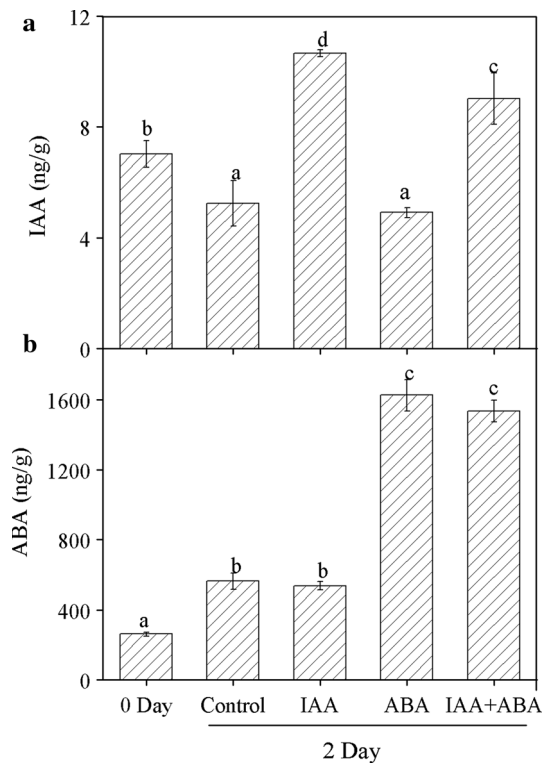 a
12
d
c
b
8
a
a
IAA (ng/g)
4
0
b
c
c
1600
1200
ABA (ng/g)
800
b
b
400
a
0
0 Day Control IAA ABA IAA+ABA
2 Day